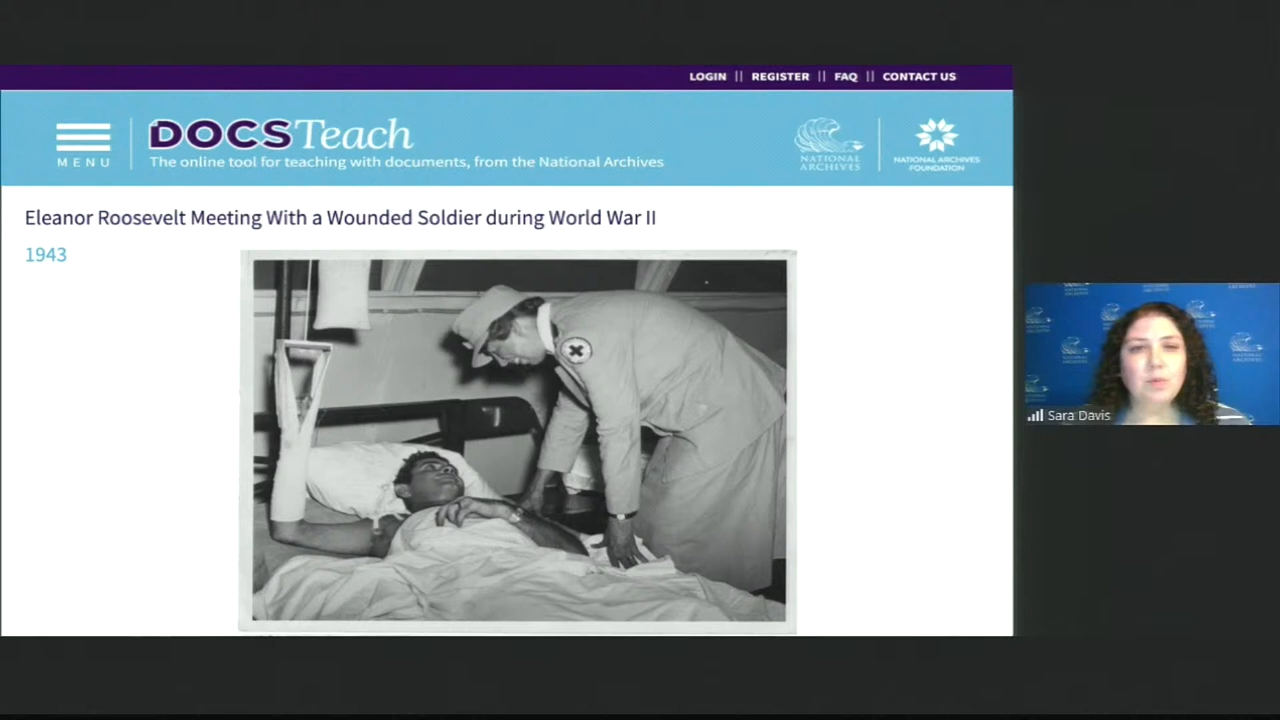 LOGIN || REGISTER || FAQ || CONTACT US
MENU
DOCSTeach
The online tool for teaching with documents, from the National Archives
NATIONAL
ARCHIVES
NATIONAL ARCHIVES
FOUNDATION
Eleanor Roosevelt Meeting With a Wounded Soldier during World War II
1943
Sara Davis